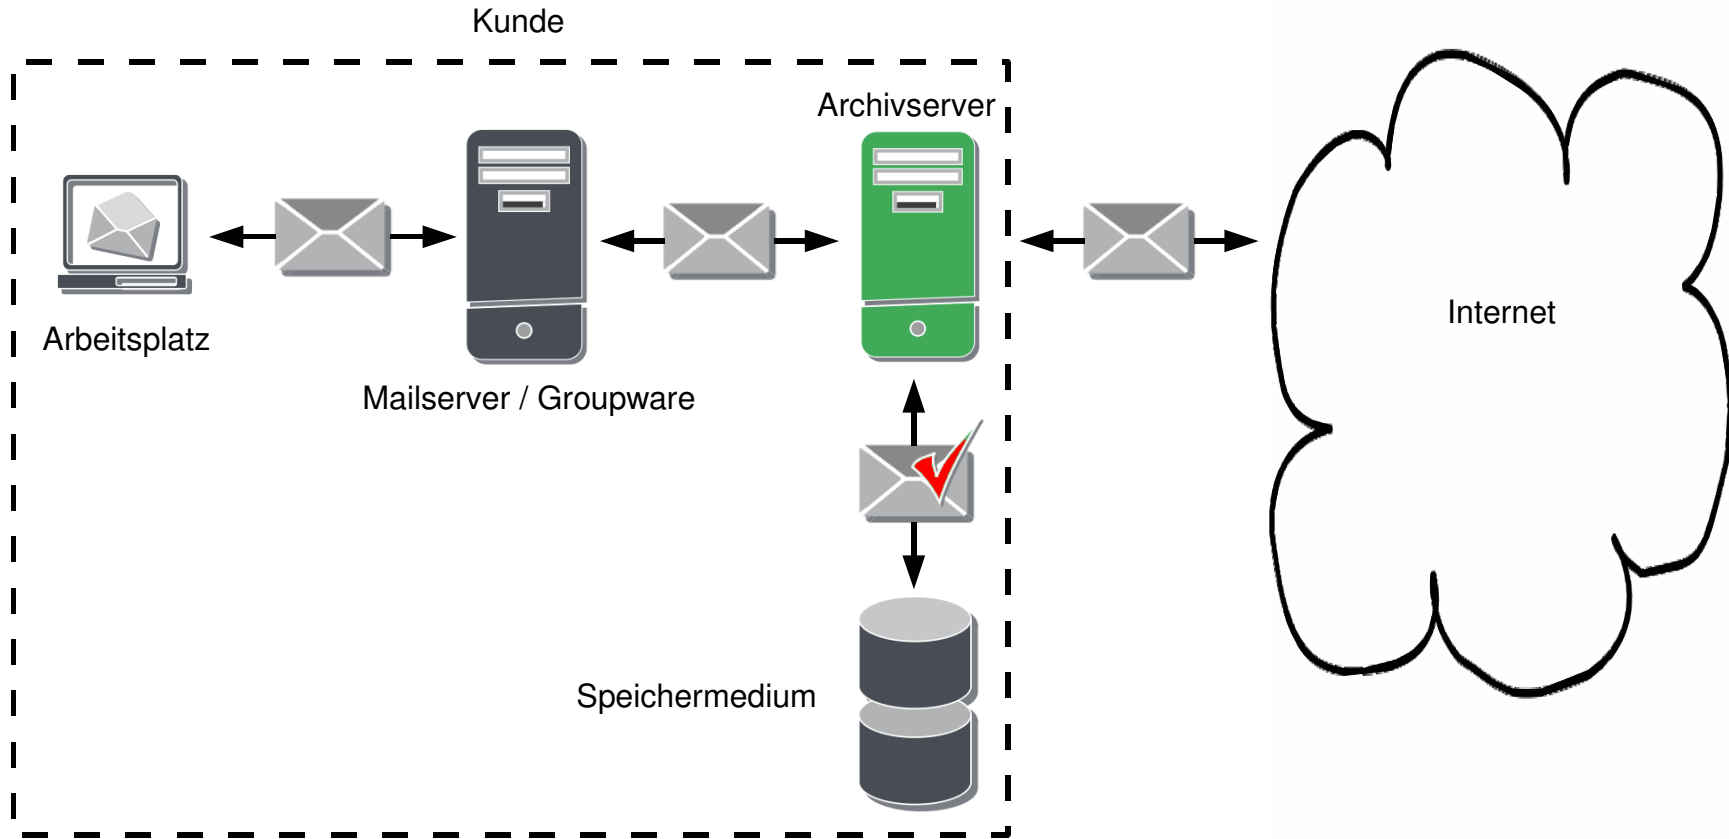 Kunde
Archivserver
Internet
Arbeitsplatz
Mailserver / Groupware
Speichermedium